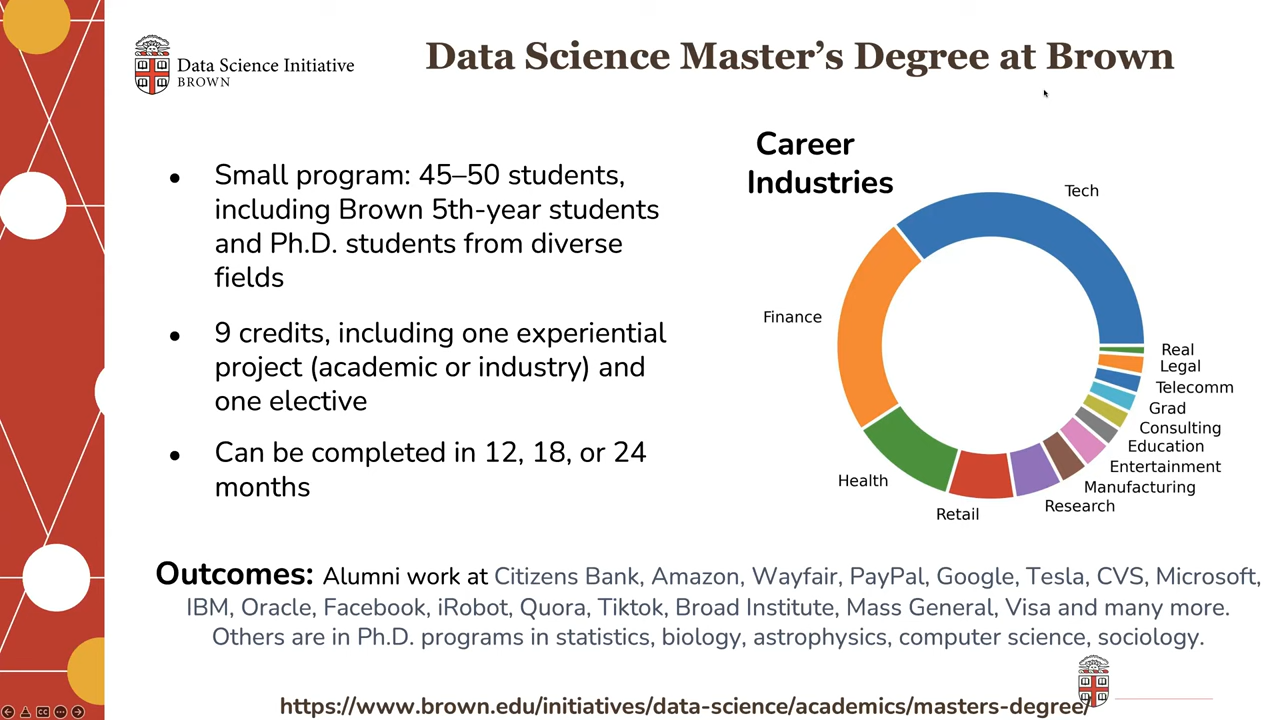 Data Science Initiative
BROWN
Data Science Master’s Degree at Brown
• Small program: 45–50 students,
including Brown 5th-year students
and Ph.D. students from diverse
fields
• 9 credits, including one experiential
project (academic or industry) and
one elective
• Can be completed in 12, 18, or 24
months
Career
Industries
Tech
Finance
Health
Retail
Research
Manufacturing
Entertainment
Education
Consulting
Grad
Telecomm
Legal
Real
Outcomes: Alumni work at Citizens Bank, Amazon, Wayfair, PayPal, Google, Tesla, CVS, Microsoft,
IBM, Oracle, Facebook, iRobot, Quora, Tiktok, Broad Institute, Mass General, Visa and many more.
Others are in Ph.D. programs in statistics, biology, astrophysics, computer science, sociology.
https://www.brown.edu/initiatives/data-science/academics/masters-degree/